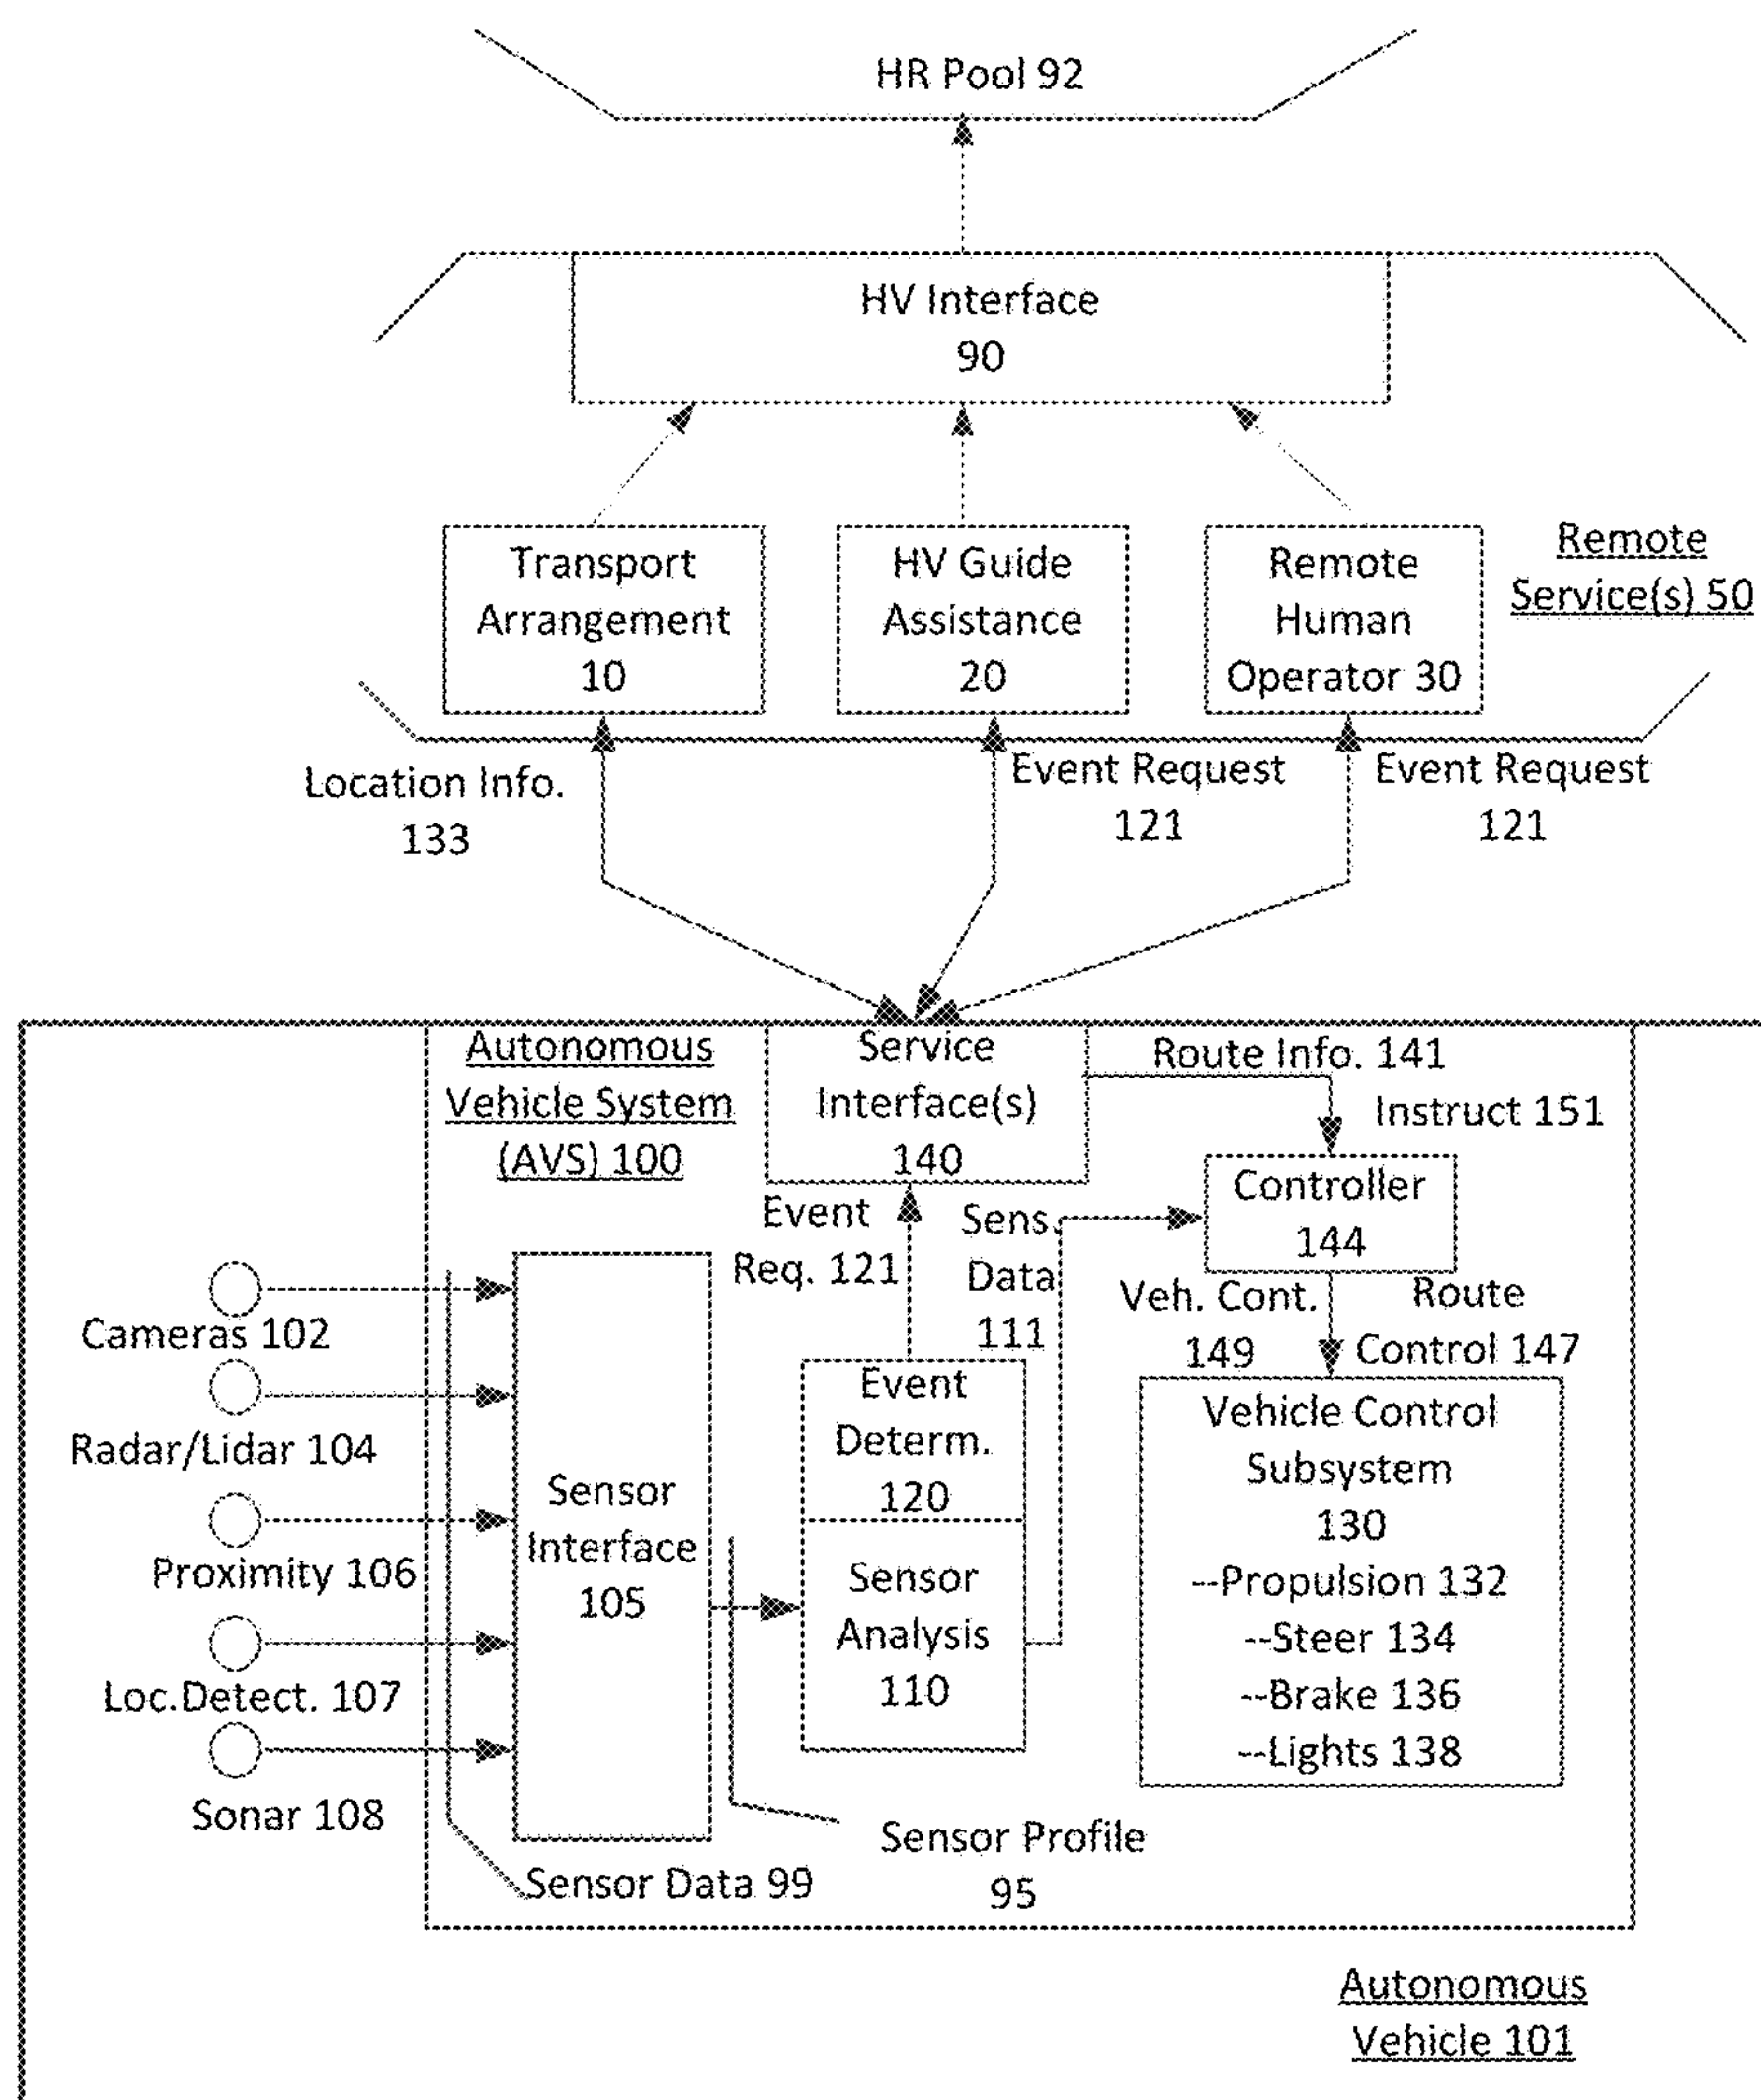 HR Pool 92
HV Interface
90
Transport
Arrangement
10
HV Guide
Assistance
20
Remote
Human
Operator 30
Remote
Service(s) 50
Location Info.
133
Event Request
121
Event Request
121
Autonomous
Vehicle System
(AVS) 100
Service
Interface(s)
140
Route Info. 141
Instruct 151
Controller
144
Event
Req. 121
Sens.
Data
111
Veh. Cont.
149
Route
Control 147
Cameras 102
Radar/Lidar 104
Proximity 106
Loc.Detect. 107
Sonar 108
Sensor
Interface
105
Event
Determ.
120
Sensor
Analysis
110
Vehicle Control
Subsystem
130
--Propulsion 132
--Steer 134
--Brake 136
--Lights 138
Sensor Data 99
Sensor Profile
95
Autonomous
Vehicle 101